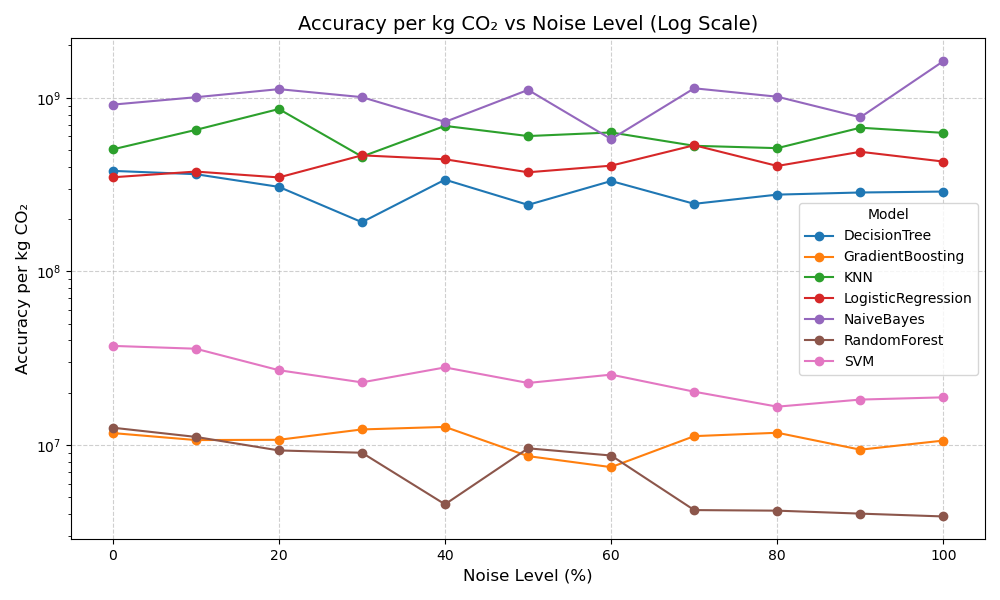 Accuracy per kg CO₂ vs Noise Level (Log Scale)
Accuracy per kg CO₂
10⁹
10⁸
10⁷
Model
DecisionTree
GradientBoosting
KNN
LogisticRegression
NaiveBayes
RandomForest
SVM
0 20 40 60 80 100
Noise Level (%)